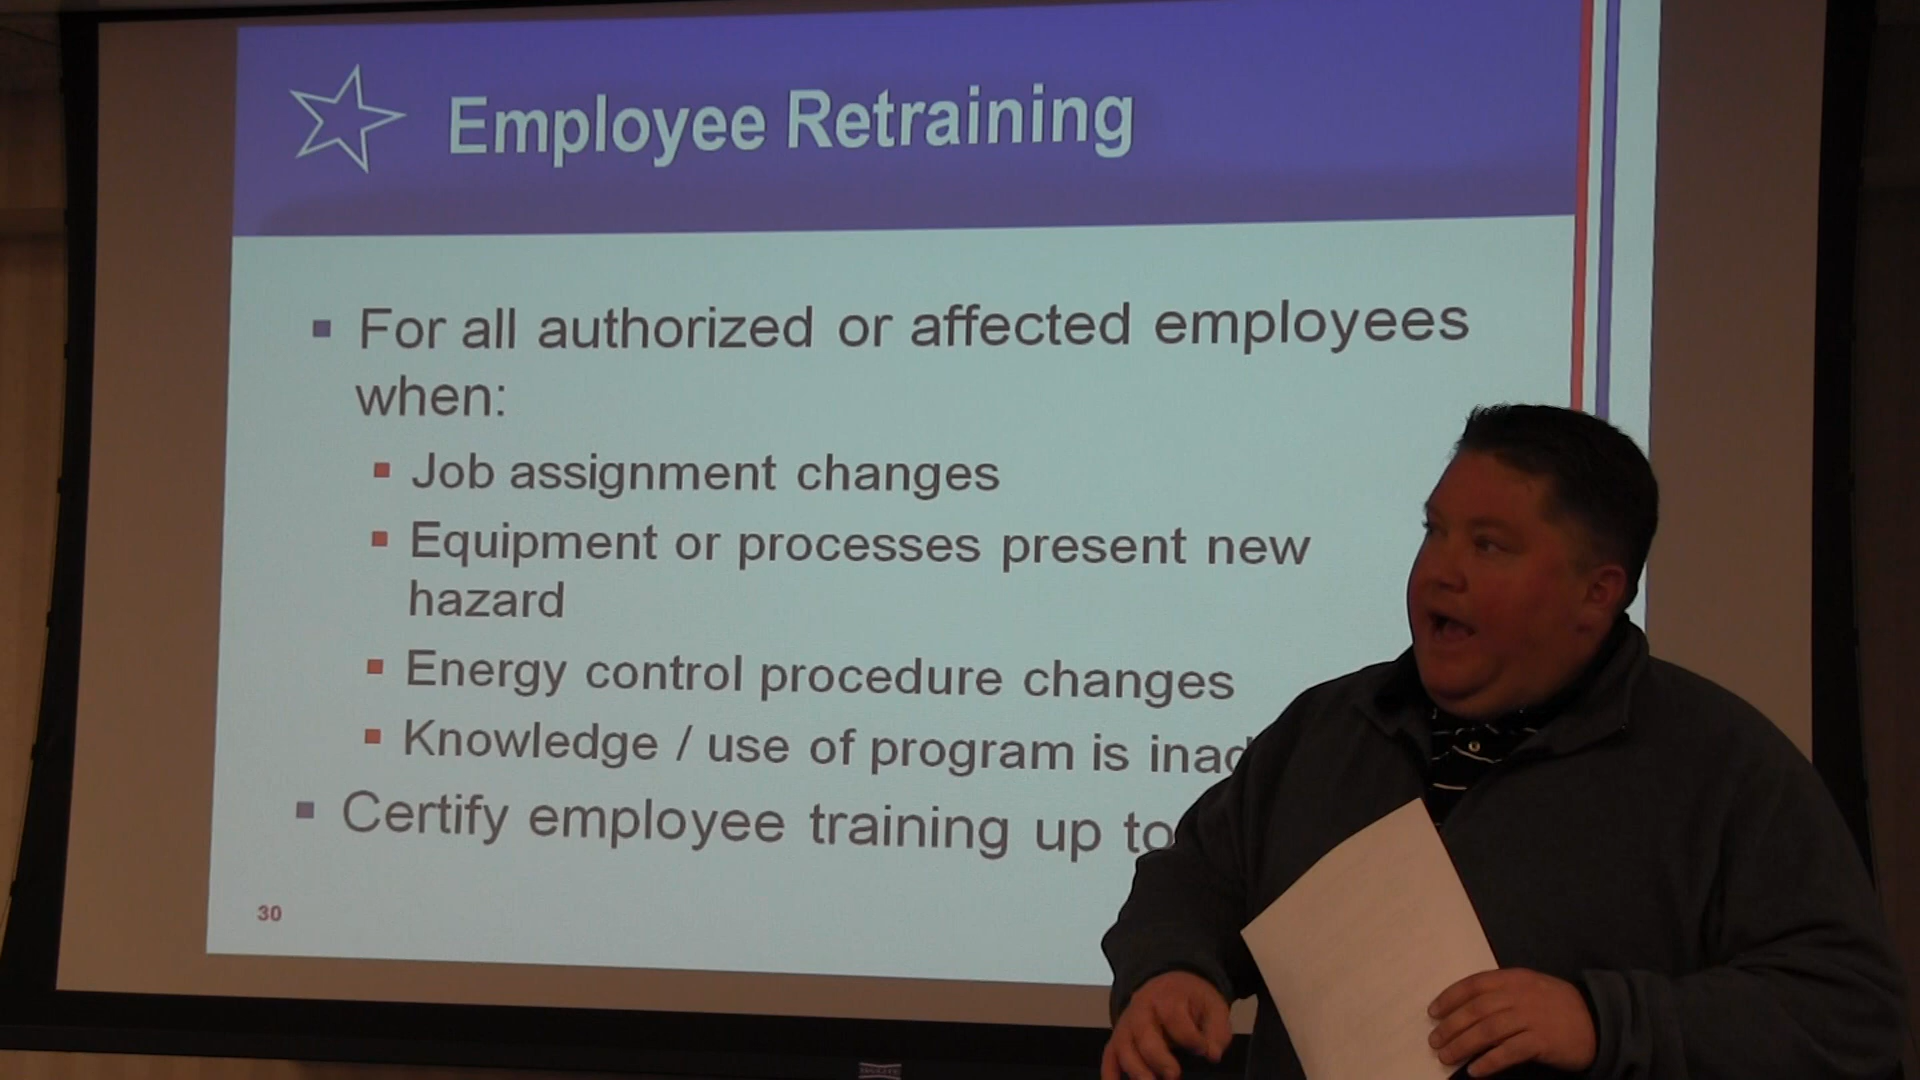 Employee Retraining
For all authorized or affected employees
when:
Job assignment changes
Equipment or processes present new
hazard
Energy control procedure changes
Knowledge / use of program is inad
Certify employee training up to
30